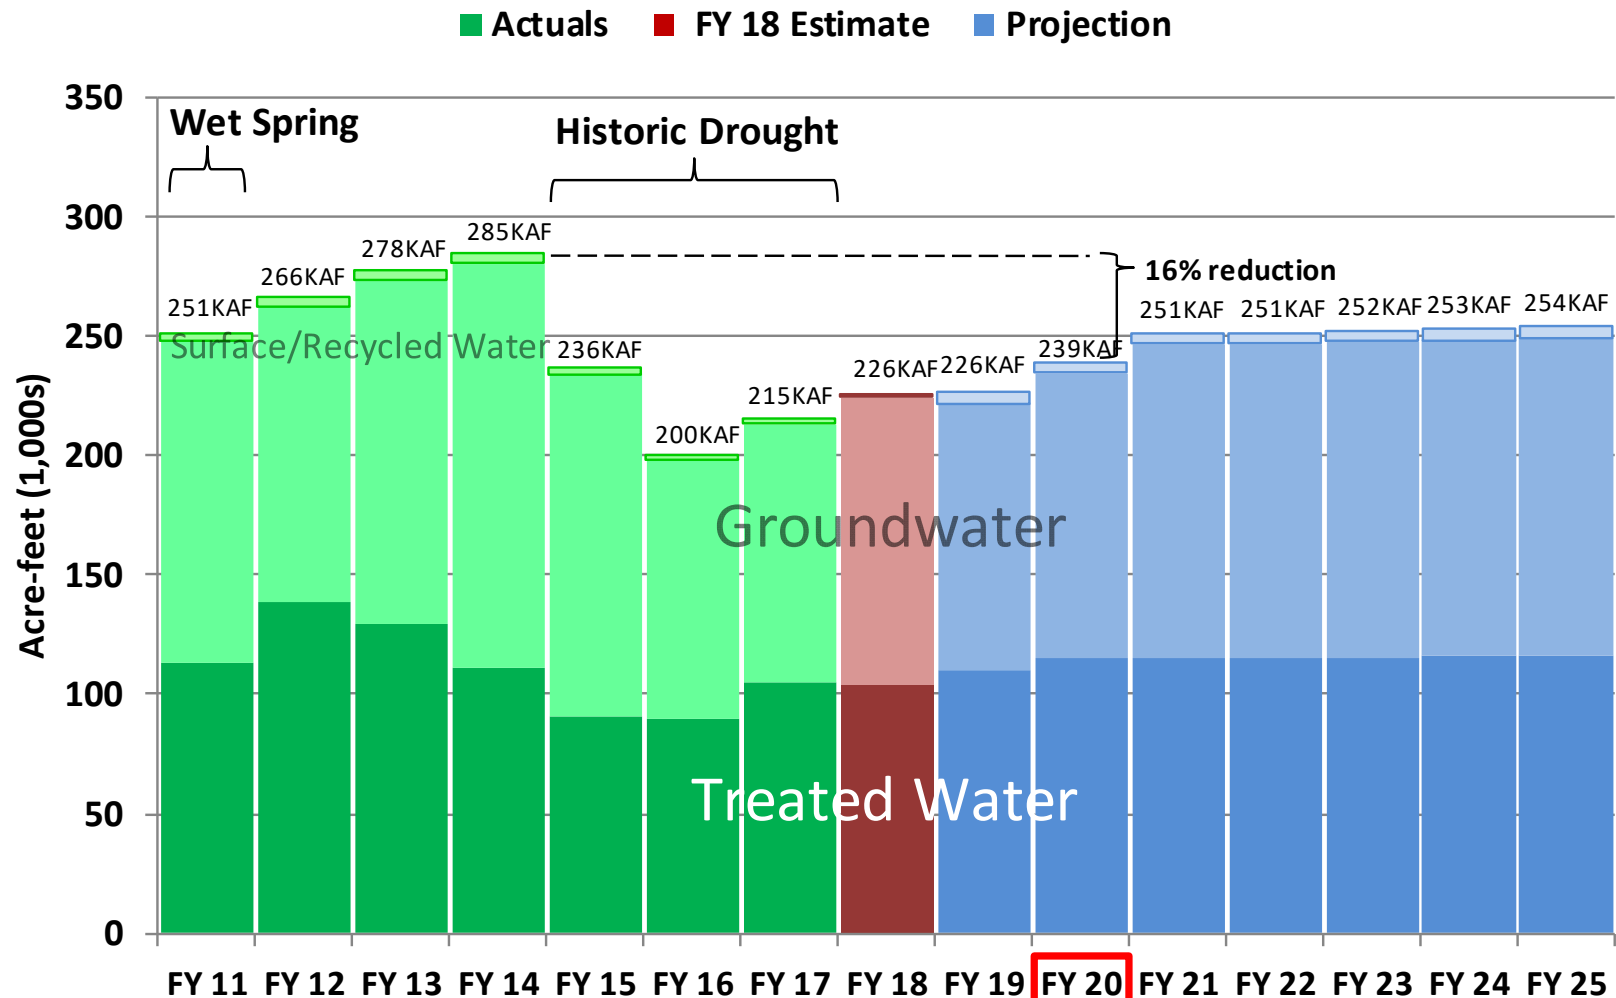 Actuals FY 18 Estimate Projection
350
300
250
200
150
100
50
0
Acre-feet (1,000s)
Wet Spring
Historic Drought
251KAF
266KAF
278KAF
285KAF
236KAF
200KAF
215KAF
226KAF
226KAF
239KAF
251KAF
251KAF
252KAF
253KAF
254KAF
16% reduction
Surface/Recycled Water
Groundwater
Treated Water
FY 11 FY 12 FY 13 FY 14 FY 15 FY 16 FY 17 FY 18 FY 19 FY 20 FY 21 FY 22 FY 23 FY 24 FY 25